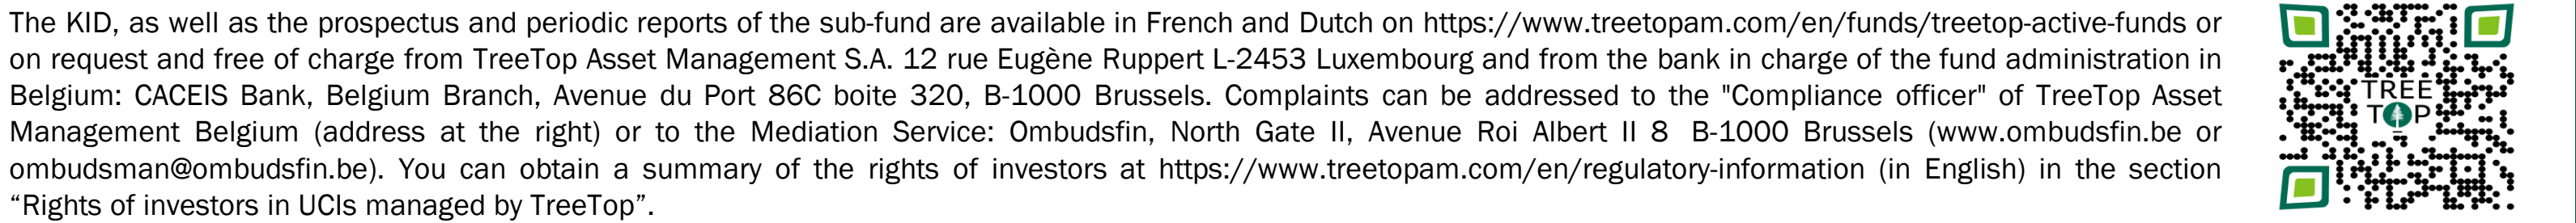 The KID, as well as the prospectus and periodic reports of the sub-fund are available in French and Dutch on https://www.treetopam.com/en/funds/treetop-active-funds or
on request and free of charge from TreeTop Asset Management S.A. 12 rue Eugène Ruppert L-2453 Luxembourg and from the bank in charge of the fund administration in
Belgium: CACEIS Bank, Belgium Branch, Avenue du Port 86C boite 320, B-1000 Brussels. Complaints can be addressed to the "Compliance officer" of TreeTop Asset
Management Belgium (address at the right) or to the Mediation Service: Ombudsfin, North Gate II, Avenue Roi Albert II 8 B-1000 Brussels (www.ombudsfin.be or
ombudsman@ombudsfin.be). You can obtain a summary of the rights of investors at https://www.treetopam.com/en/regulatory-information (in English) in the section
“Rights of investors in UCIs managed by TreeTop”.
TREE
TOP